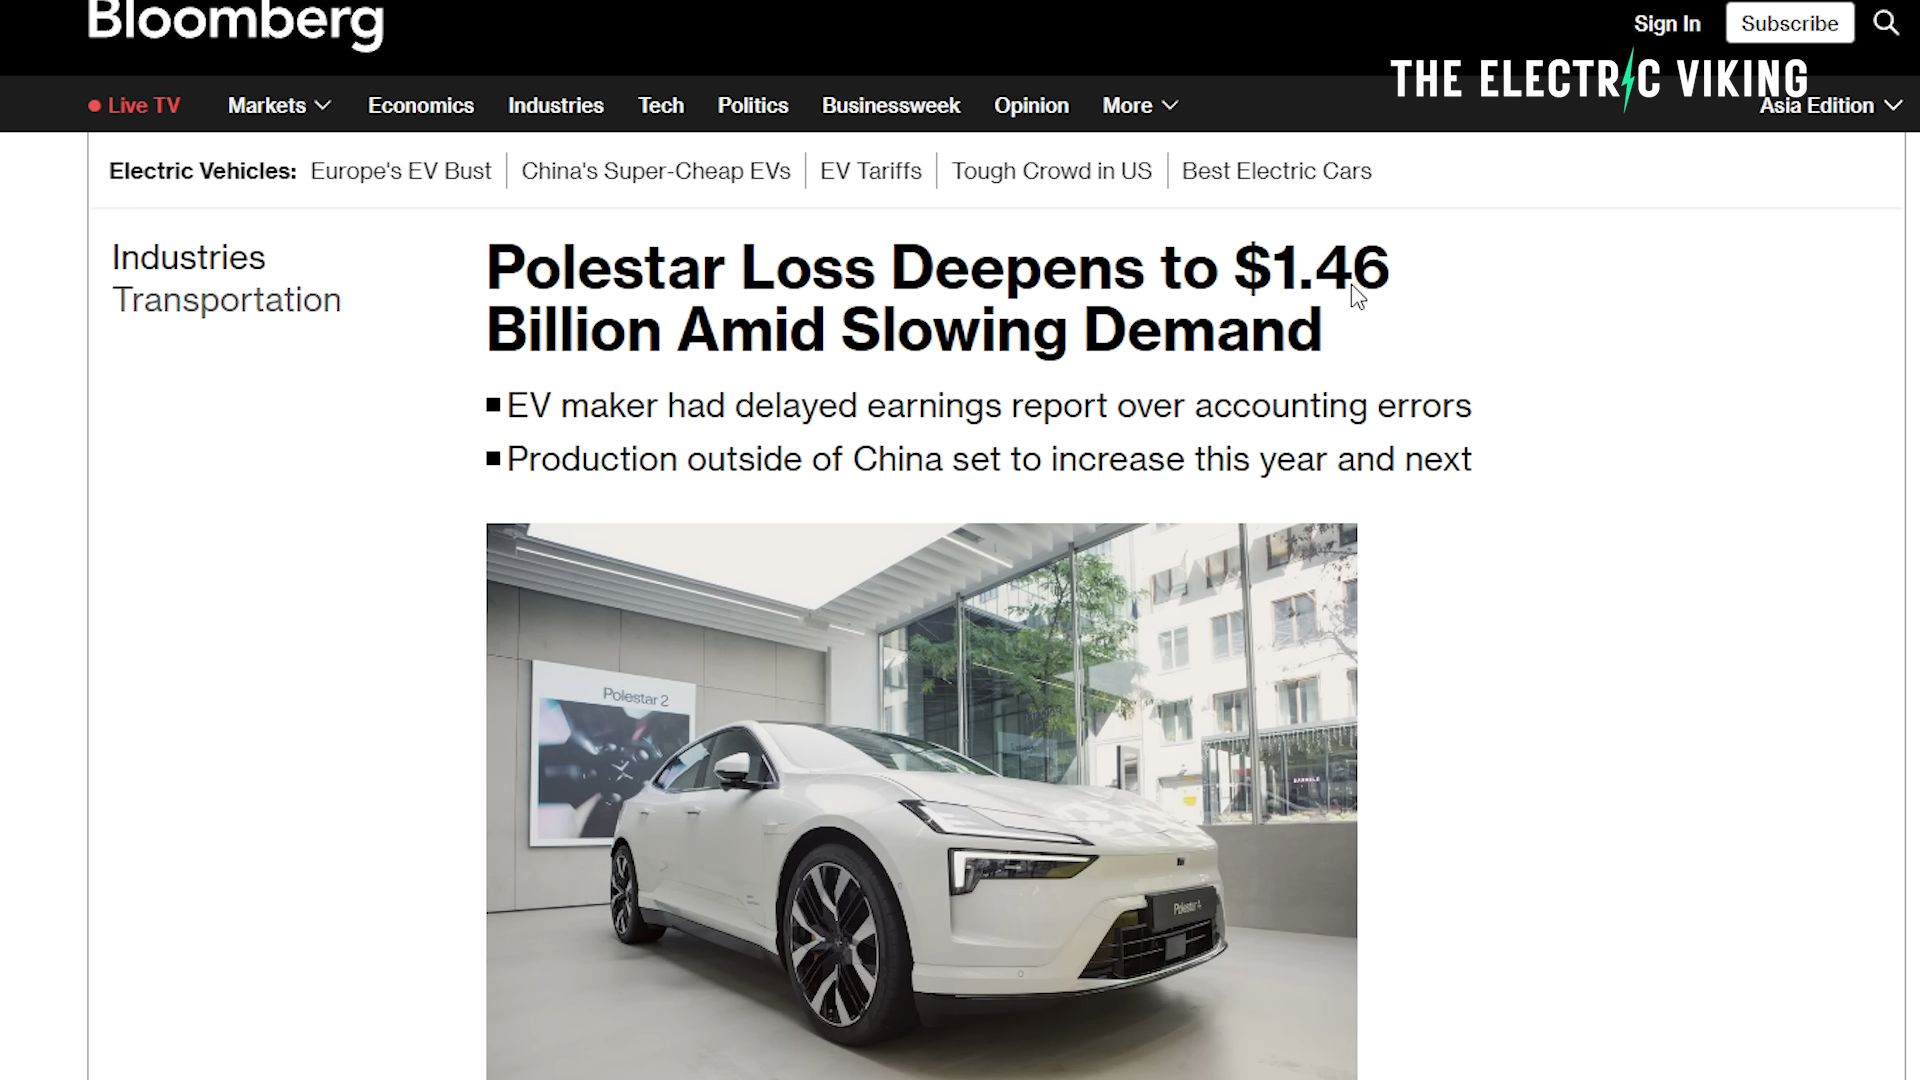 Bloomberg
Sign In
Subscribe
THE ELECTRIC VIKING
Live TV
Markets
Economics
Industries
Tech
Politics
Businessweek
Opinion
More
Asia Edition
Electric Vehicles:
Europe's EV Bust
China's Super-Cheap EVs
EV Tariffs
Tough Crowd in US
Best Electric Cars
Industries
Transportation
Polestar Loss Deepens to $1.46
Billion Amid Slowing Demand
EV maker had delayed earnings report over accounting errors
Production outside of China set to increase this year and next
Polestar 2
Polestar 4